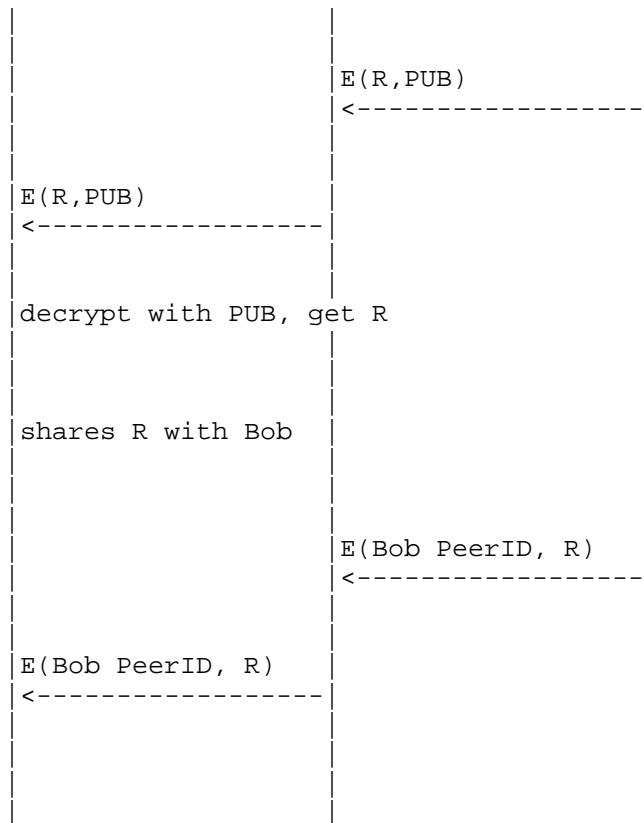 E(R,PUB)
<------------------
E(R,PUB)
<------------------
decrypt with PUB, get R
shares R with Bob
E(Bob PeerID, R)
<------------------
E(Bob PeerID, R)
<------------------